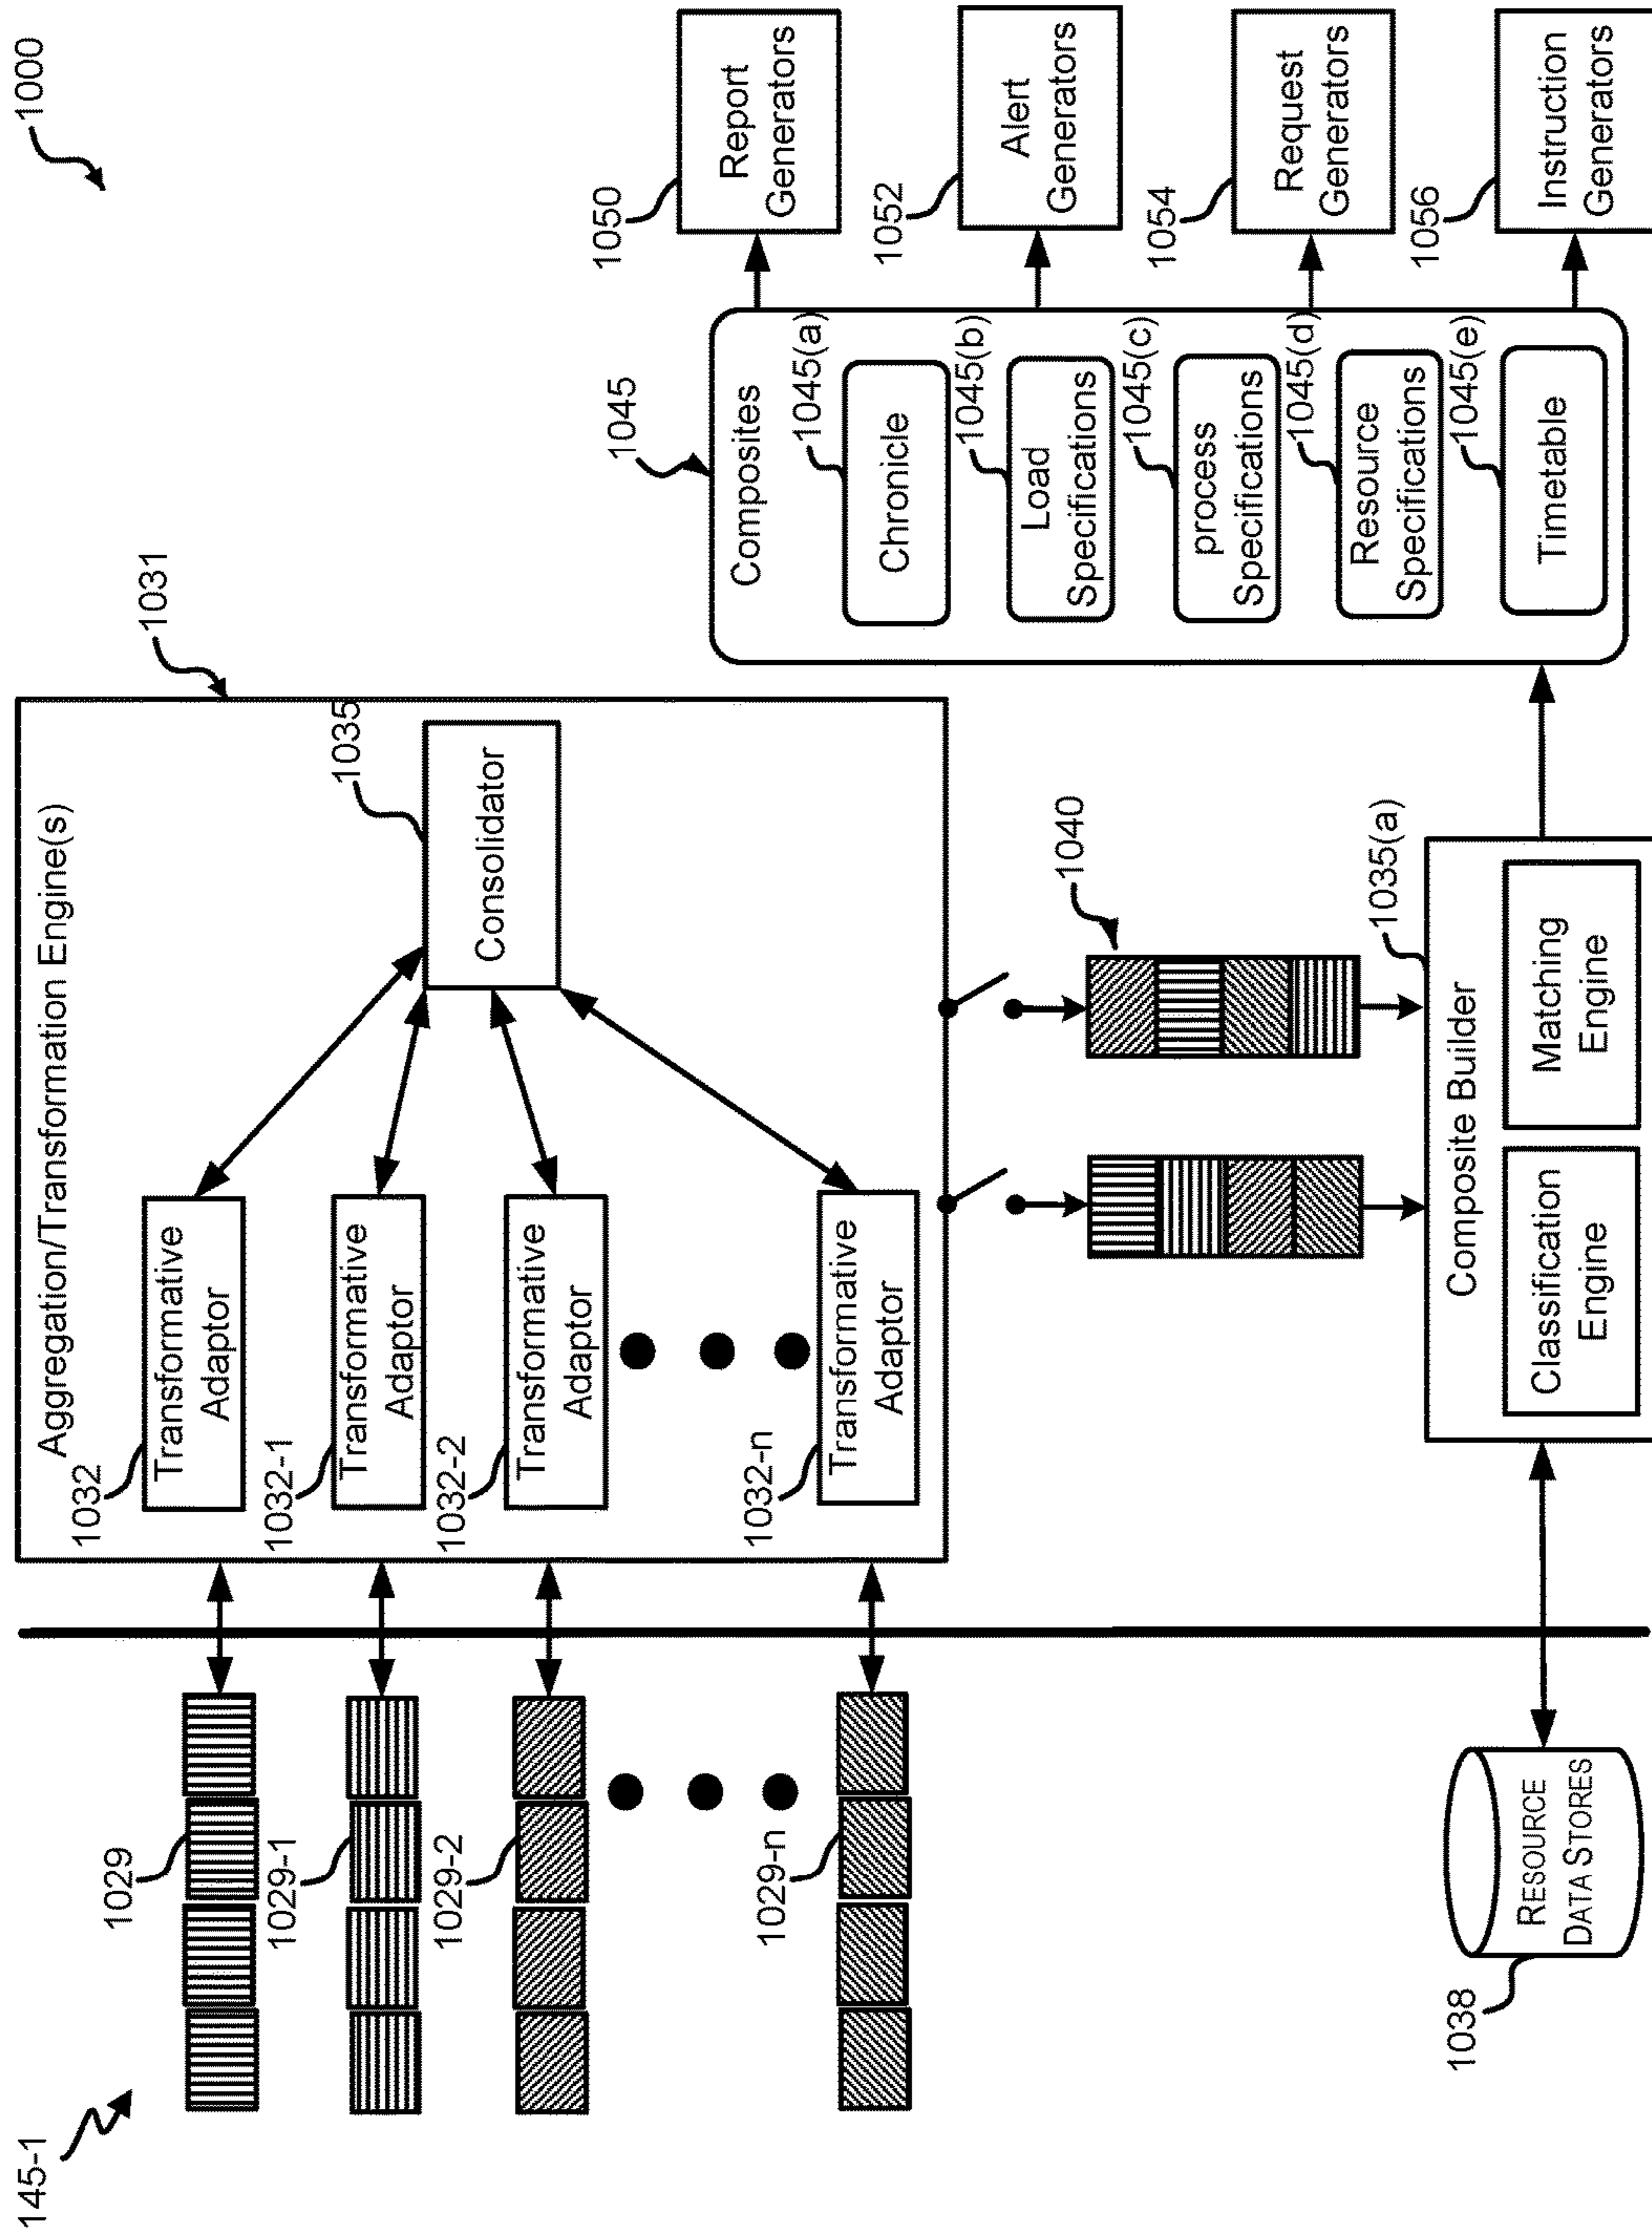 1000
145-1
1029
1029-1
1029-2
1029-n
1038
RESOURCE
DATA STORES
1031
Aggregation/Transformation Engine(s)
1032
Transformative
Adaptor
1032-1
Transformative
Adaptor
1032-2
Transformative
Adaptor
1032-n
Transformative
Adaptor
1035
Consolidator
1040
1035(a)
Composite Builder
Classification
Engine
Matching
Engine
1045
Composites
1045(a)
Chronicle
1045(b)
Load
Specifications
1045(c)
process
Specifications
1045(d)
Resource
Specifications
1045(e)
Timetable
1050
Report
Generators
1052
Alert
Generators
1054
Request
Generators
1056
Instruction
Generators